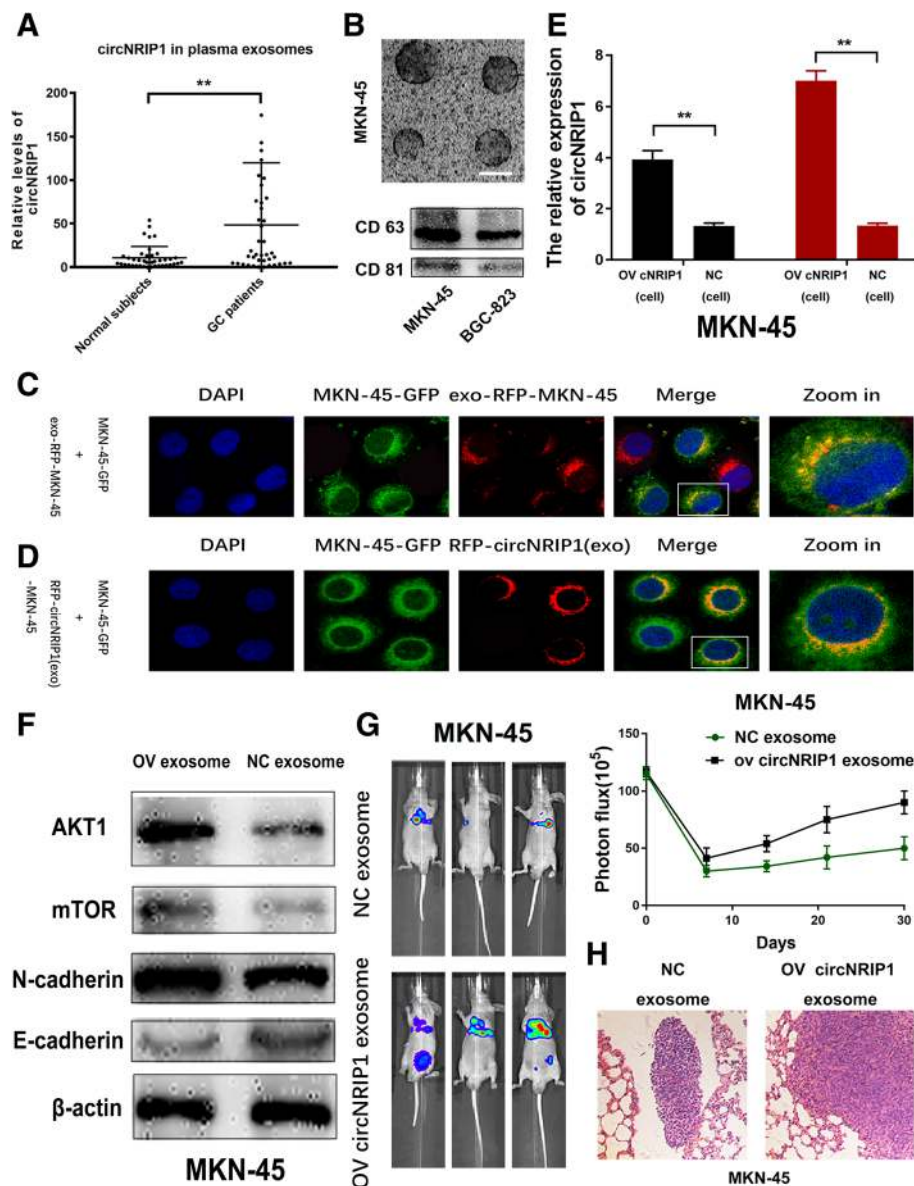 A
circNRIP1 in plasma exosomes
Relative levels of
circNRIP1
200
150
100
50
0
**
Normal subjects
GC patients
B
MKN-45
CD 63
CD 81
MKN-45
BGC-823
E
The relative expression
of circNRIP1
8
6
4
2
0
**
**
OV cNRIP1 NC OV cNRIP1 NC
(cell) (cell) (cell) (cell)
MKN-45
C
DAPI MKN-45-GFP exo-RFP-MKN-45 Merge Zoom in
MKN-45-GFP
+
exo-RFP-MKN-45
D
DAPI MKN-45-GFP RFP-circNRIP1(exo) Merge Zoom in
MKN-45-GFP
+
RFP-circNRIP1(exo)
-MKN-45
F
OV exosome NC exosome
AKT1
mTOR
N-cadherin
E-cadherin
β-actin
MKN-45
G
MKN-45
NC exosome
OV circNRIP1 exosome
MKN-45
NC exosome
ov circNRIP1 exosome
Photon flux(10⁵)
150
100
50
0
0 10 20 30
Days
H
NC OV circNRIP1
exosome exosome
MKN-45